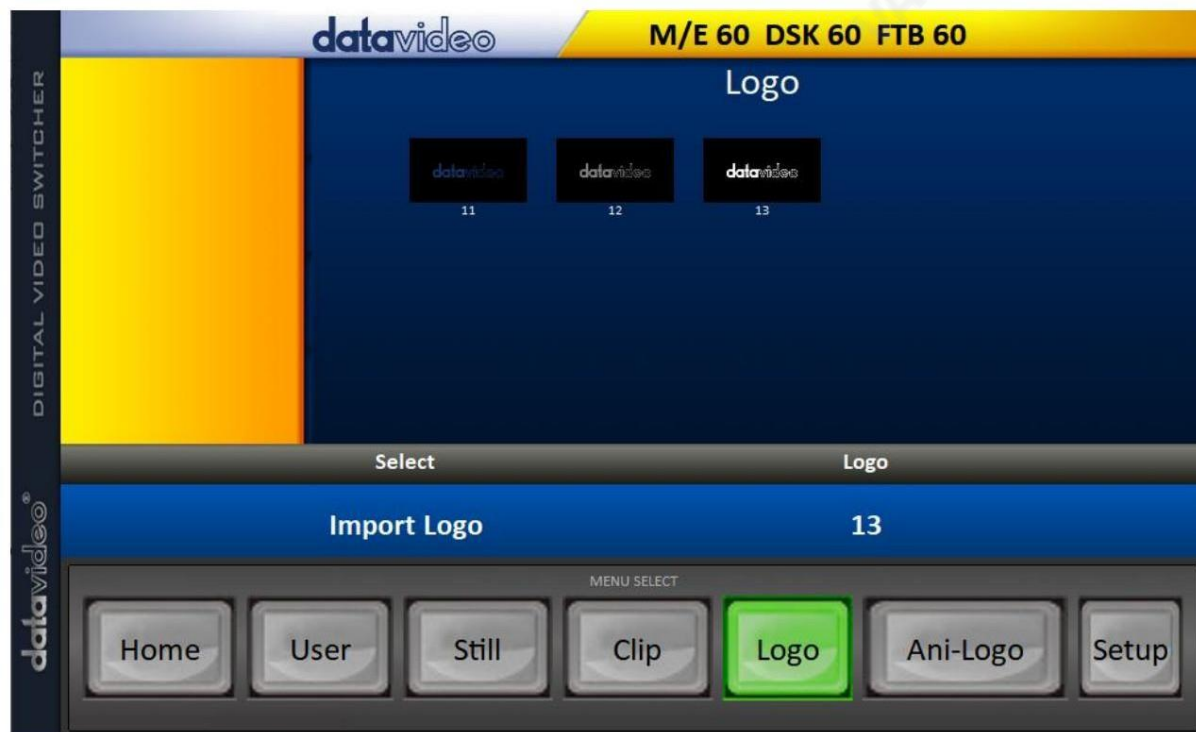 datavideo
M/E 60 DSK 60 FTB 60
DIGITAL VIDEO SWITCHER
datavideo®
Logo
datavideo
datavideo
datavideo
11
12
13
Select
Logo
Import Logo
13
MENU SELECT
Home
User
Still
Clip
Logo
Ani-Logo
Setup